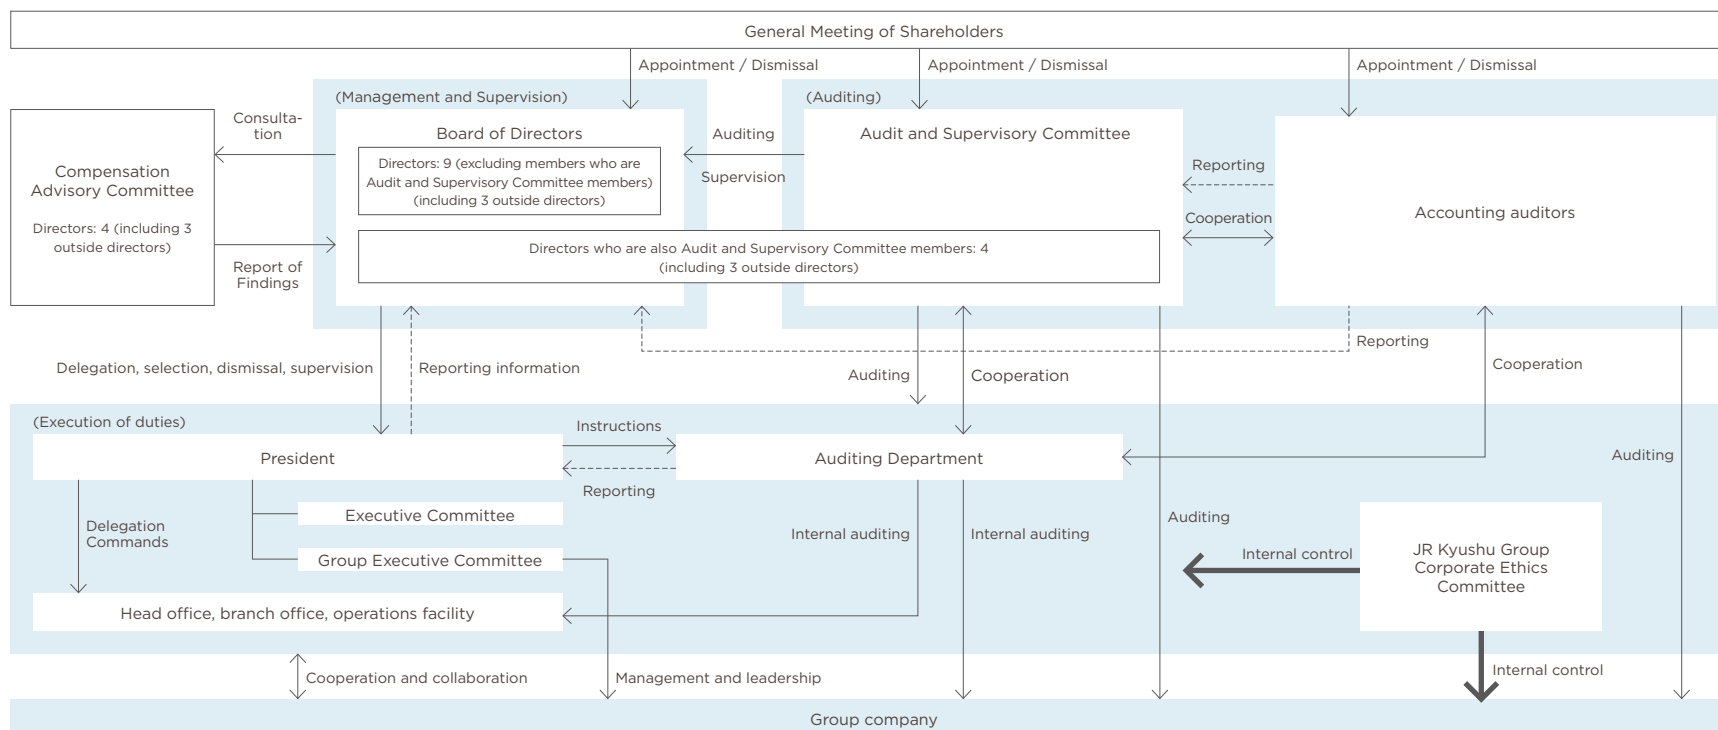 General Meeting of Shareholders
Appointment / Dismissal
Appointment / Dismissal
Appointment / Dismissal
(Management and Supervision)
(Auditing)
Consulta-
tion
Board of Directors
Auditing
Audit and Supervisory Committee
Directors: 9 (excluding members who are
Audit and Supervisory Committee members)
(including 3 outside directors)
Supervision
Reporting
Compensation
Advisory Committee
Directors: 4 (including 3
outside directors)
Cooperation
Accounting auditors
Directors who are also Audit and Supervisory Committee members: 4
(including 3 outside directors)
Report of
Findings
Delegation, selection, dismissal, supervision
Reporting information
Auditing
Cooperation
Reporting
Cooperation
(Execution of duties)
President
Instructions
Reporting
Auditing Department
Auditing
Delegation
Commands
Executive Committee
Group Executive Committee
Internal auditing
Internal auditing
Auditing
Internal control
JR Kyushu Group
Corporate Ethics
Committee
Head office, branch office, operations facility
Cooperation and collaboration
Management and leadership
Internal control
Group company